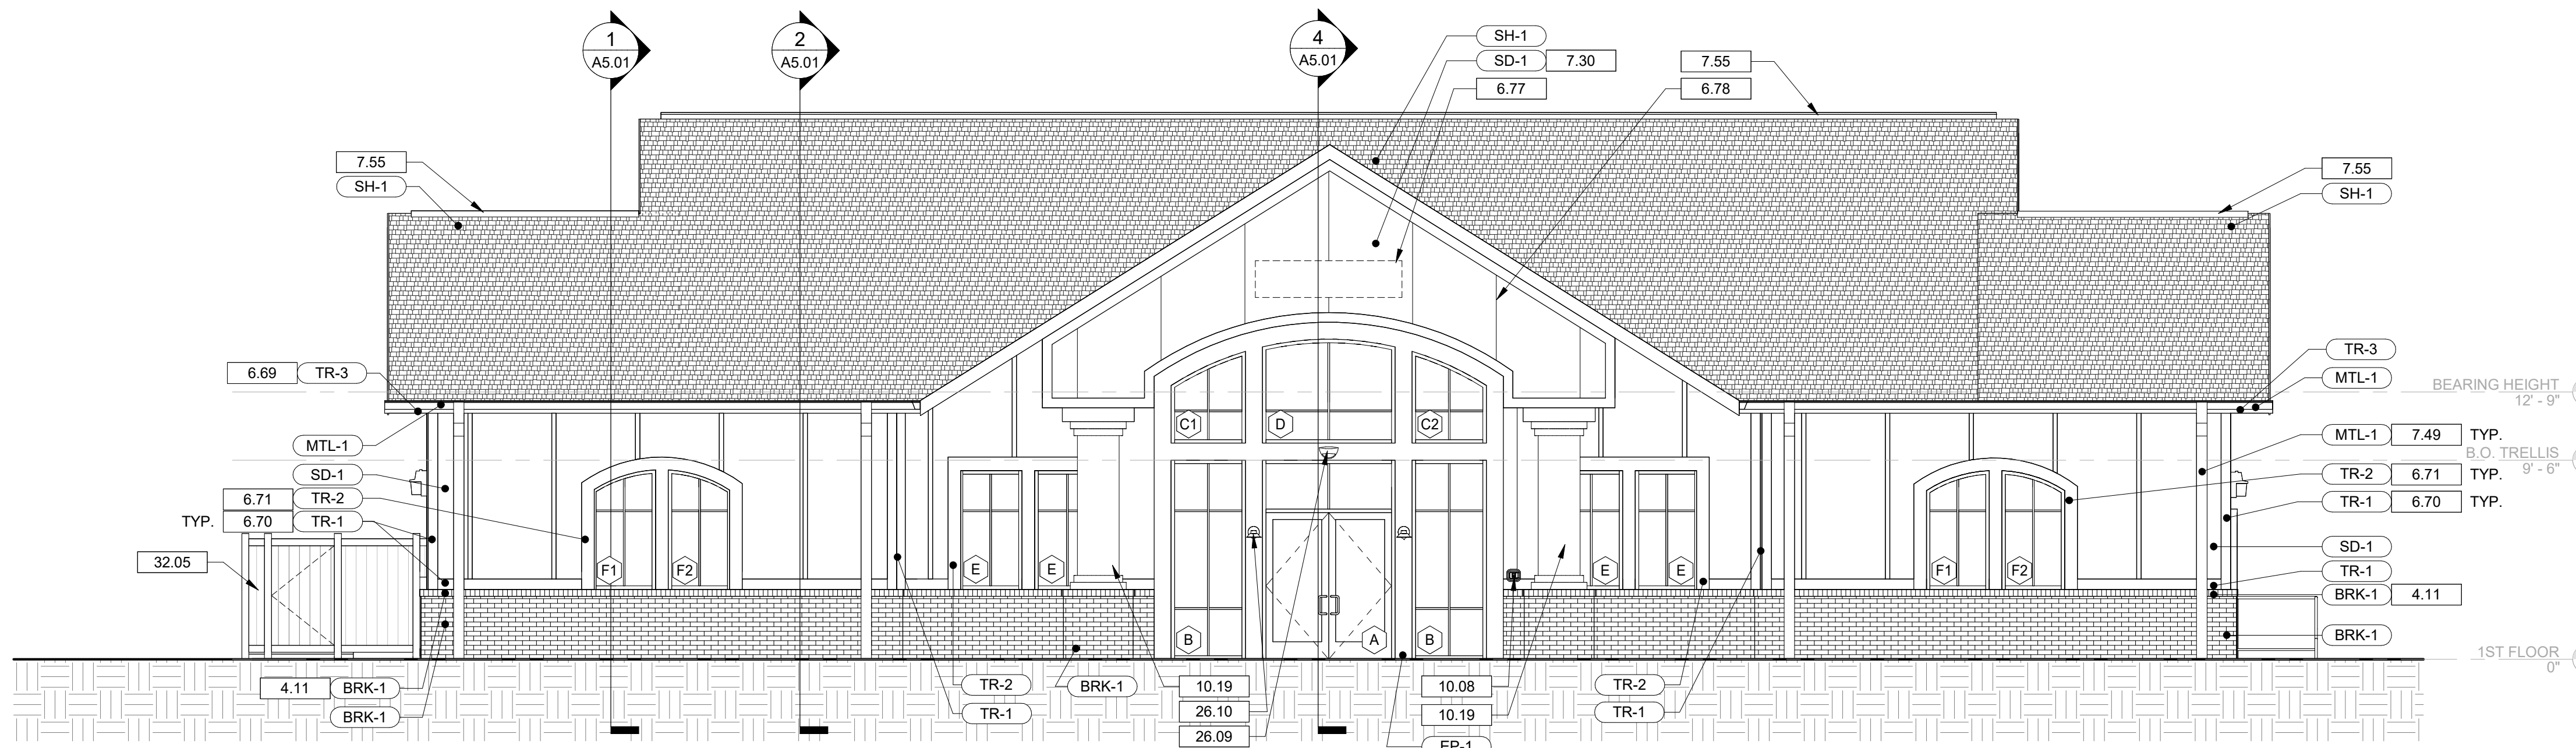 1
A5.01
2
A5.01
4
A5.01
SH-1
SD-1 7.30
6.77
7.55
6.78
7.55
SH-1
7.55
SH-1
6.69 TR-3
MTL-1
SD-1
6.71 TR-2
TYP. 6.70 TR-1
32.05
4.11 BRK-1
BRK-1
C1 D C2
F1 F2 E E B A B E E F1 F2
TR-2
TR-1
BRK-1
10.19
26.10
26.09
10.08
10.19
TR-2
TR-1
TR-3
MTL-1
MTL-1 7.49 TYP.
TR-2 6.71 TYP.
TR-1 6.70 TYP.
SD-1
TR-1
BRK-1 4.11
BRK-1
BEARING HEIGHT
12' - 9"
B.O. TRELLIS
9' - 6"
1ST FLOOR
0"